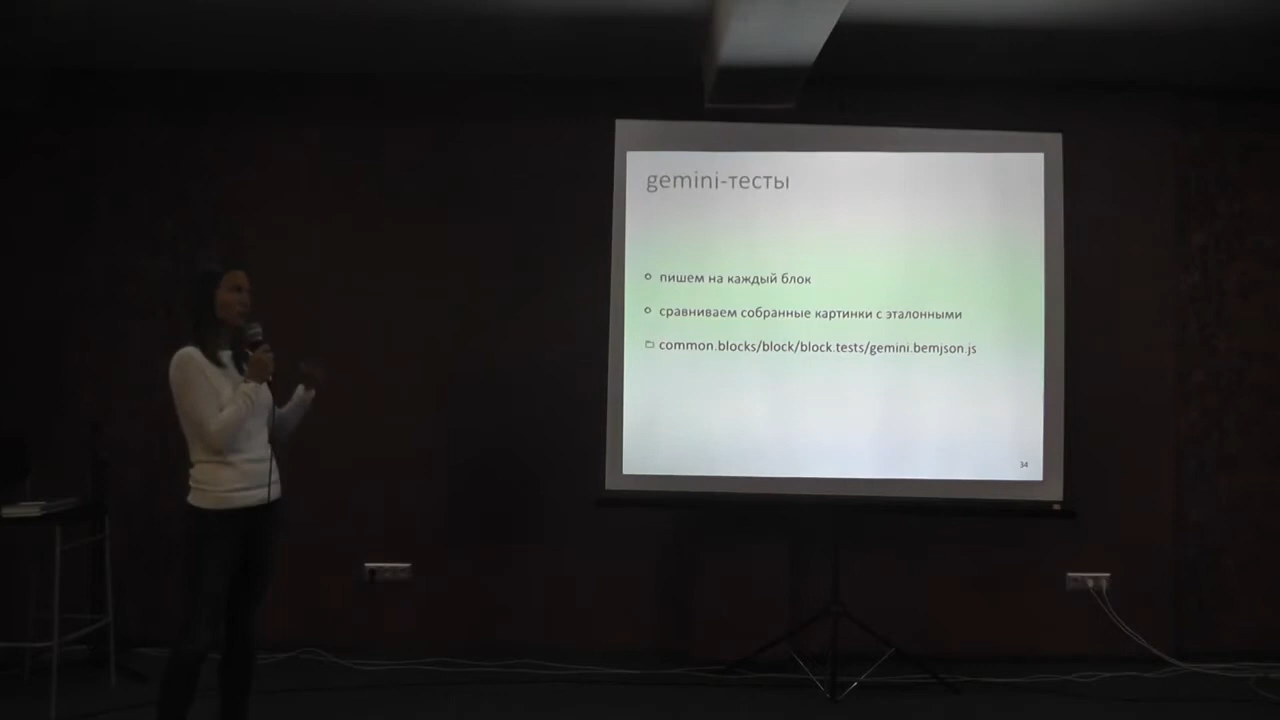 gemini-тесты
пишем на каждый блок
сравниваем собранные картинки с эталонными
common.blocks/block/block.tests/gemini.bemjson.js
34